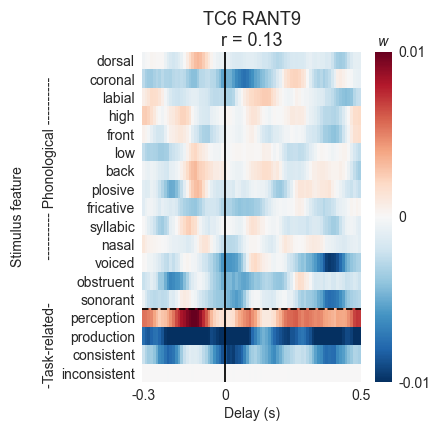 TC6 RANT9
r = 0.13
w
Stimulus feature
---------- Phonological ----------
-Task-related-
dorsal
coronal
labial
high
front
low
back
plosive
fricative
syllabic
nasal
voiced
obstruent
sonorant
perception
production
consistent
inconsistent
-0.3
0
0.5
Delay (s)
0.01
0
-0.01